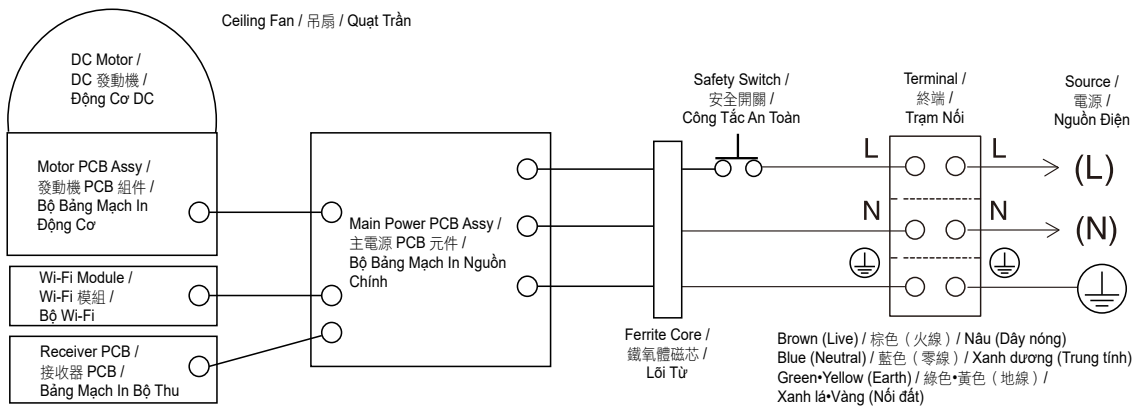 Ceiling Fan / 吊扇 / Quạt Trần
DC Motor /
DC 發動機 /
Động Cơ DC
Motor PCB Assy /
發動機 PCB 組件 /
Bộ Bảng Mạch In
Động Cơ
Wi-Fi Module /
Wi-Fi 模組 /
Bộ Wi-Fi
Receiver PCB /
接收器 PCB /
Bảng Mạch In Bộ Thu
Main Power PCB Assy /
主電源 PCB 元件 /
Bộ Bảng Mạch In Nguồn
Chính
Ferrite Core /
鐵氧體磁芯 /
Lõi Từ
Safety Switch /
安全開關 /
Công Tắc An Toàn
Terminal /
終端 /
Trạm Nối
Source /
電源 /
Nguồn Điện
L L (L)
N N (N)
Brown (Live) / 棕色（火線）/ Nâu (Dây nóng)
Blue (Neutral) / 藍色（零線）/ Xanh dương (Trung tính)
Green•Yellow (Earth) / 綠色•黃色（地線）/
Xanh lá•Vàng (Nối đất)